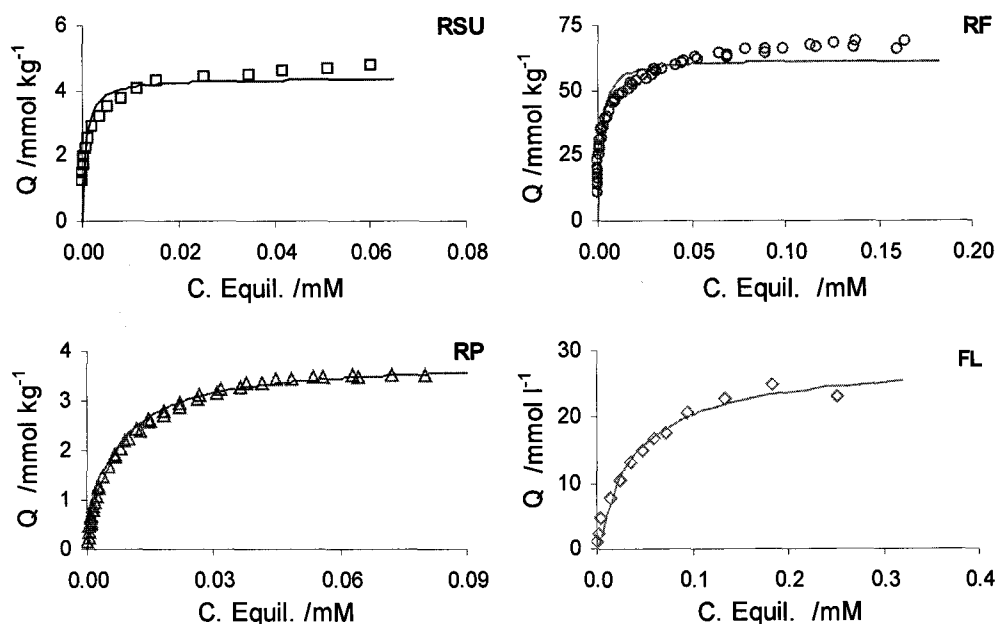 RSU
6
4
2
0
Q /mmol kg⁻¹
0.00 0.02 0.04 0.06 0.08
C. Equil. /mM
RF
75
50
25
0
Q /mmol kg⁻¹
0.00 0.05 0.10 0.15 0.20
C. Equil. /mM
RP
4
3
2
1
0
Q /mmol kg⁻¹
0.00 0.03 0.06 0.09
C. Equil. /mM
FL
30
20
10
0
Q /mmol l⁻¹
0.0 0.1 0.2 0.3 0.4
C. Equil. /mM